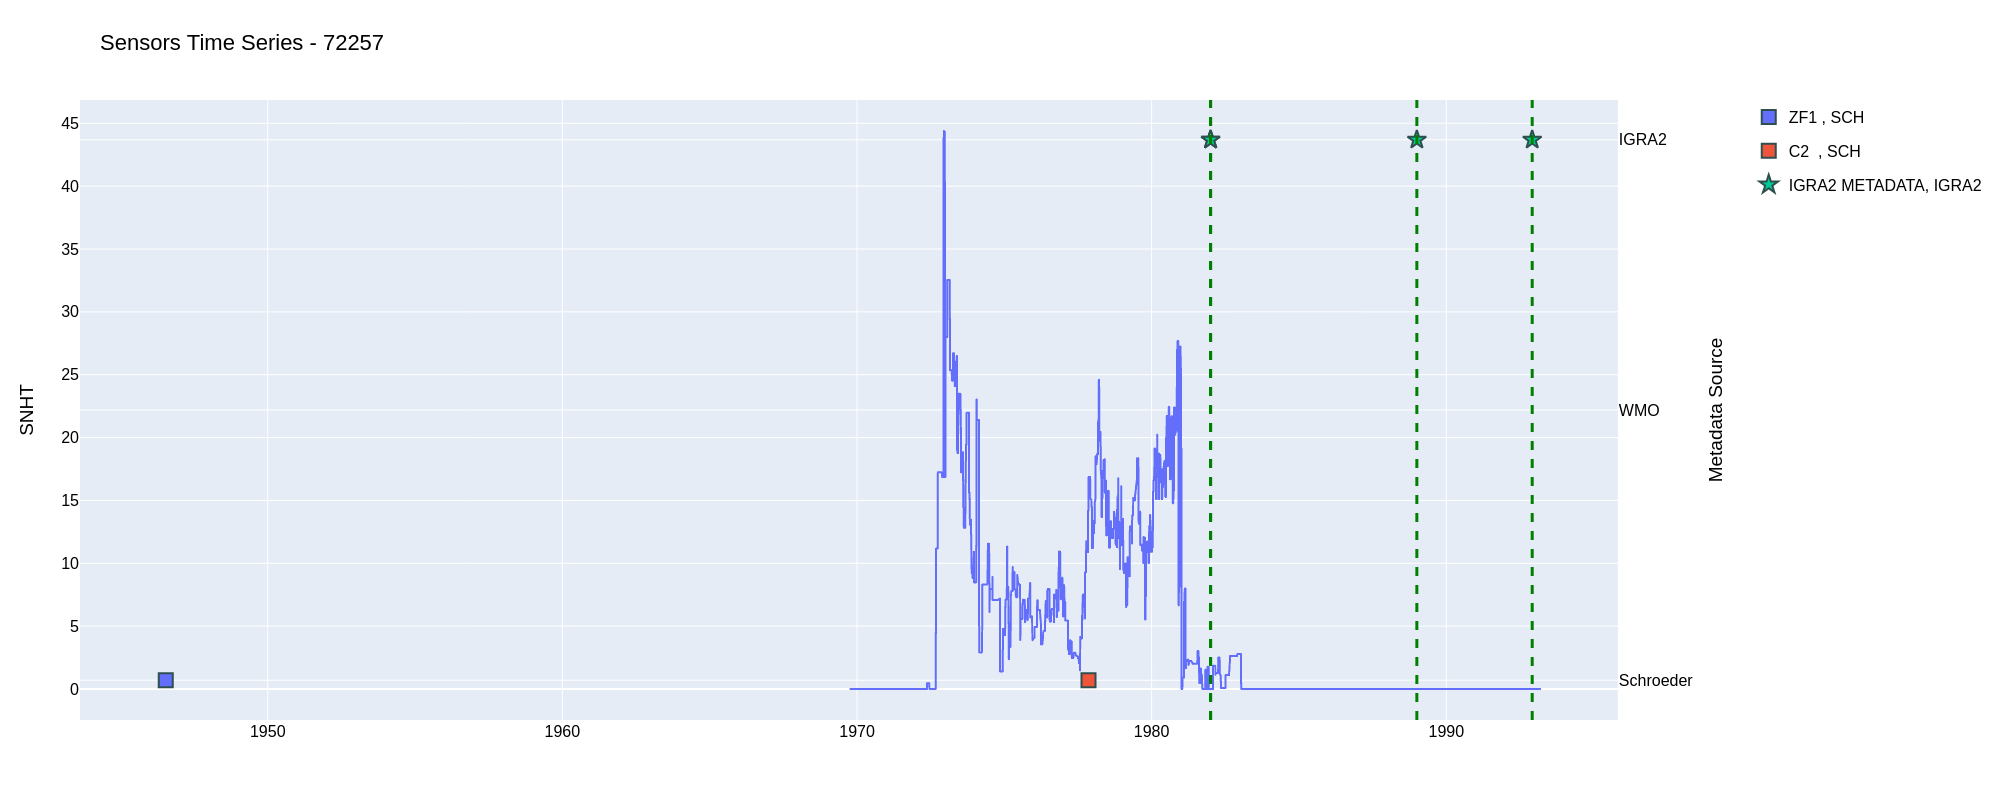 Sensors Time Series - 72257
SNHT
45
40
35
30
25
20
15
10
5
0
1950
1960
1970
1980
1990
IGRA2
WMO
Schroeder
Metadata Source
ZF1 , SCH
C2  , SCH
IGRA2 METADATA, IGRA2